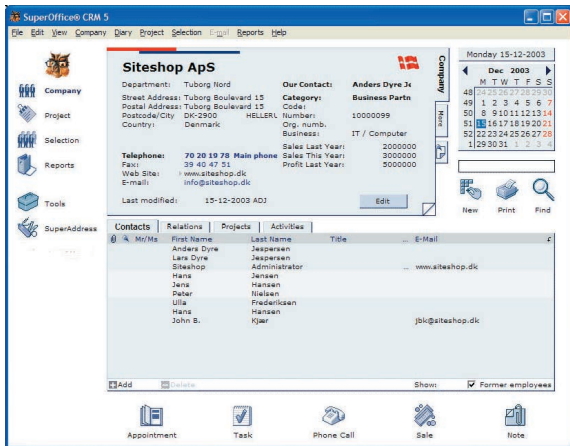 SuperOffice® CRM 5
File Edit View Company Diary Project Selection E-mail Reports Help
Company
Project
Selection
Reports
Tools
SuperAddress
Siteshop ApS
Department: Tuborg Nord
Street Address: Tuborg Boulevard 15
Postal Address: Tuborg Boulevard 15
Postcode/City DK-2900 HELLERU
Country: Denmark
Telephone: 70 20 19 78 Main phone
Fax: 39 40 47 51
Web Site: www.siteshop.dk
E-mail: info@siteshop.dk
Last modified: 15-12-2003 ADJ
Our Contact: Anders Dyre Je
Category: Business Partn
Code:
Number: 10000099
Org. numb.
Business: IT / Computer
Sales Last Year: 2000000
Sales This Year: 3000000
Profit Last Year: 5000000
Edit
Company
More
Monday 15-12-2003
Dec 2003
M T W T F S S
48 24 25 26 27 28 29 30
49 1 2 3 4 5 6 7
50 8 9 10 11 12 13 14
51 15 16 17 18 19 20 21
52 22 23 24 25 26 27 28
1 29 30 31 1 2 3 4
New Print Find
Contacts Relations Projects Activities
Mr/Ms First Name Last Name Title ... E-Mail
Anders Dyre Jespersen
Lars Dyre Jespersen
Siteshop Administrator ... www.siteshop.dk
Hans Jensen
Jens Hansen
Peter Nielsen
Ulla Frederiksen
Hans Hansen
John B. Kjær jbk@siteshop.dk
Add Delete Show: Former employees
Appointment Task Phone Call Sale Note